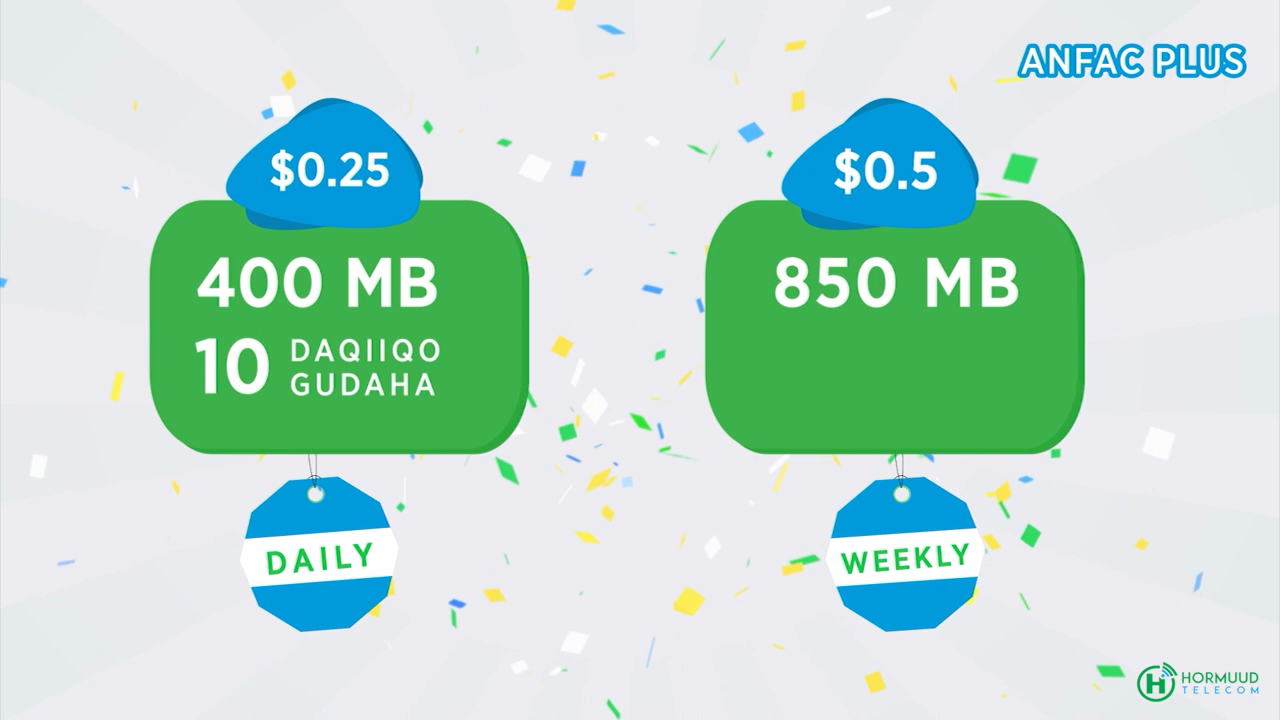 ANFAC PLUS
$0.25
400 MB
10 DAQIIQO
GUDAHA
DAILY
$0.5
850 MB
WEEKLY
HORMUUD
TELECOM